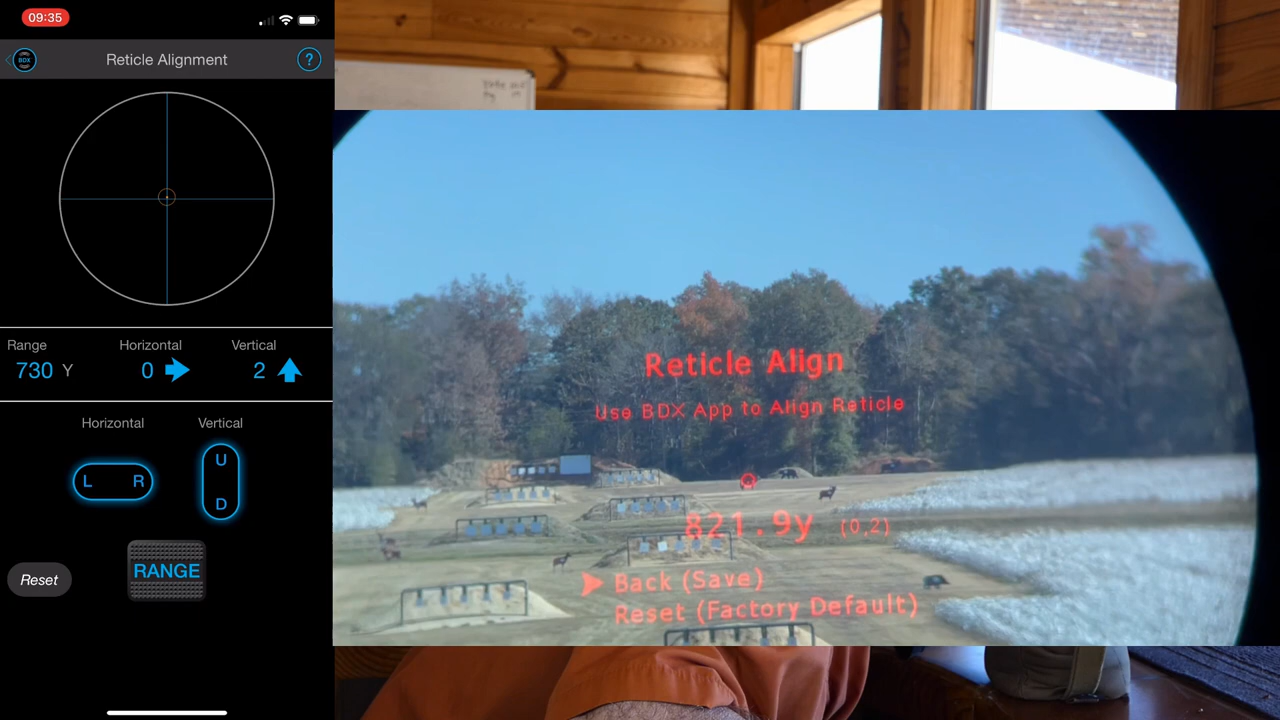 09:35
BDX
Reticle Alignment
?
Range
Horizontal
Vertical
730 Y
0
2
Horizontal
Vertical
L R
U
D
Reset
RANGE
Reticle Align
Use BDX App to Align Reticle
821.9y (0,2)
Back (Save)
Reset (Factory Default)